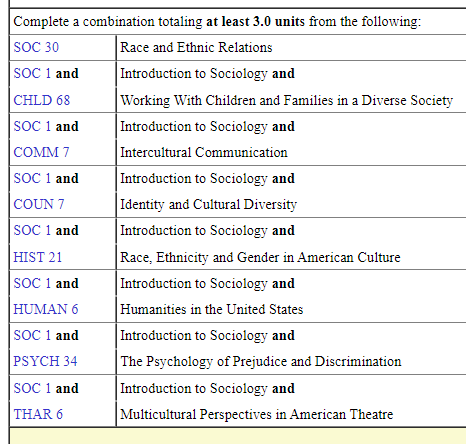 Complete a combination totaling at least 3.0 units from the following:
SOC 30 Race and Ethnic Relations
SOC 1 and Introduction to Sociology and
CHLD 68 Working With Children and Families in a Diverse Society
SOC 1 and Introduction to Sociology and
COMM 7 Intercultural Communication
SOC 1 and Introduction to Sociology and
COUN 7 Identity and Cultural Diversity
SOC 1 and Introduction to Sociology and
HIST 21 Race, Ethnicity and Gender in American Culture
SOC 1 and Introduction to Sociology and
HUMAN 6 Humanities in the United States
SOC 1 and Introduction to Sociology and
PSYCH 34 The Psychology of Prejudice and Discrimination
SOC 1 and Introduction to Sociology and
THAR 6 Multicultural Perspectives in American Theatre